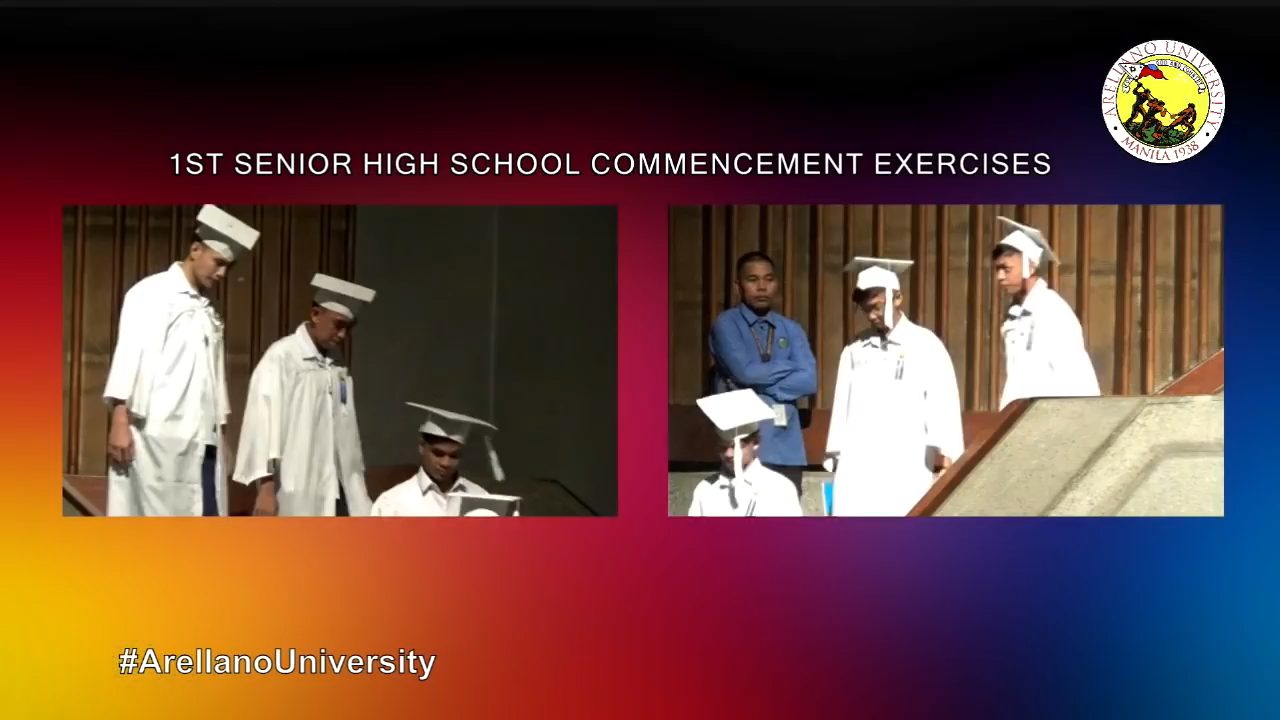 ARELLANO UNIVERSITY
MANILA 1938
1ST SENIOR HIGH SCHOOL COMMENCEMENT EXERCISES
#ArellanoUniversity